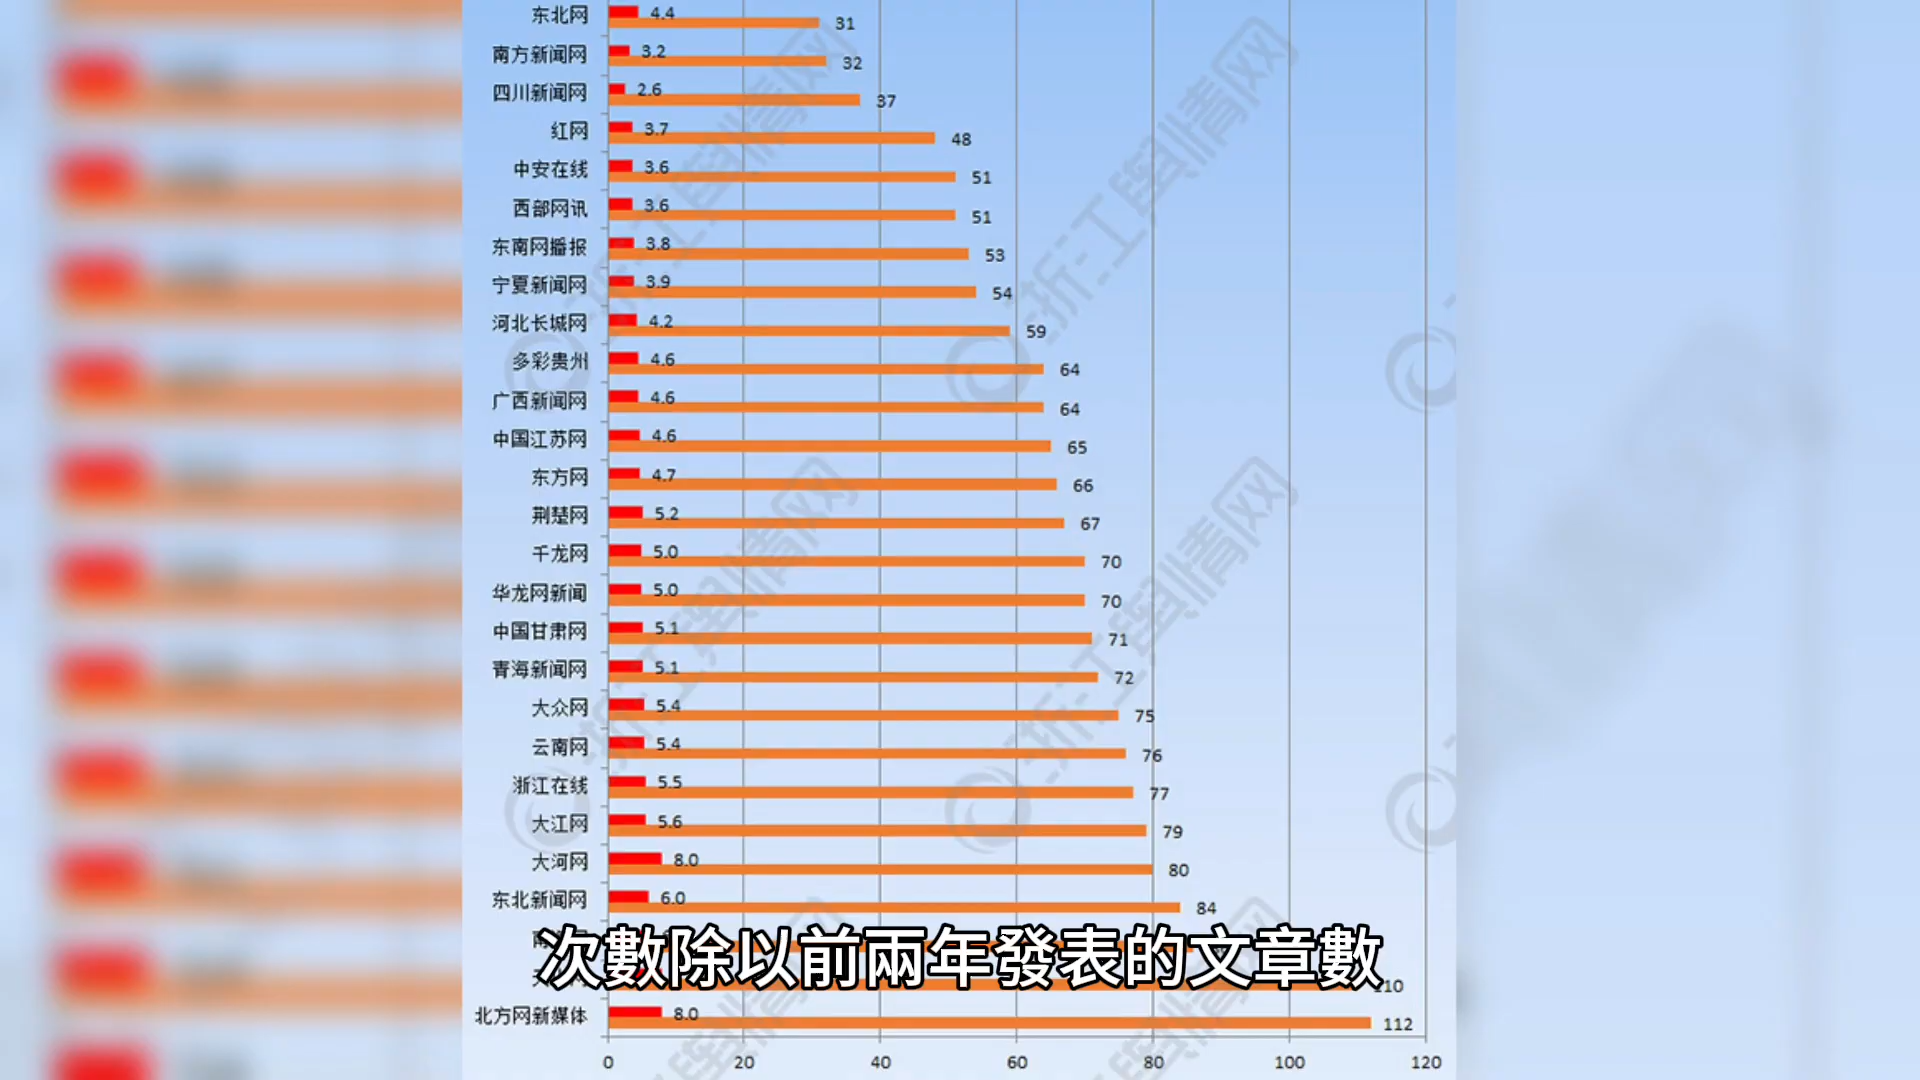 东北网 4.4 31
南方新闻网 3.2 32
四川新闻网 2.6 37
红网 3.7 48
中安在线 3.6 51
西部网讯 3.6 51
东南网播报 3.8 53
宁夏新闻网 3.9 54
河北长城网 4.2 59
多彩贵州 4.6 64
广西新闻网 4.6 64
中国江苏网 4.6 65
东方网 4.7 66
荆楚网 5.2 67
千龙网 5.0 70
华龙网新闻 5.0 70
中国甘肃网 5.1 71
青海新闻网 5.1 72
大众网 5.4 75
云南网 5.4 76
浙江在线 5.5 77
大江网 5.6 79
大河网 8.0 80
东北新闻网 6.0 84
次數除以前兩年發表的文章數
110
北方网新媒体 8.0 112
0 20 40 60 80 100 120